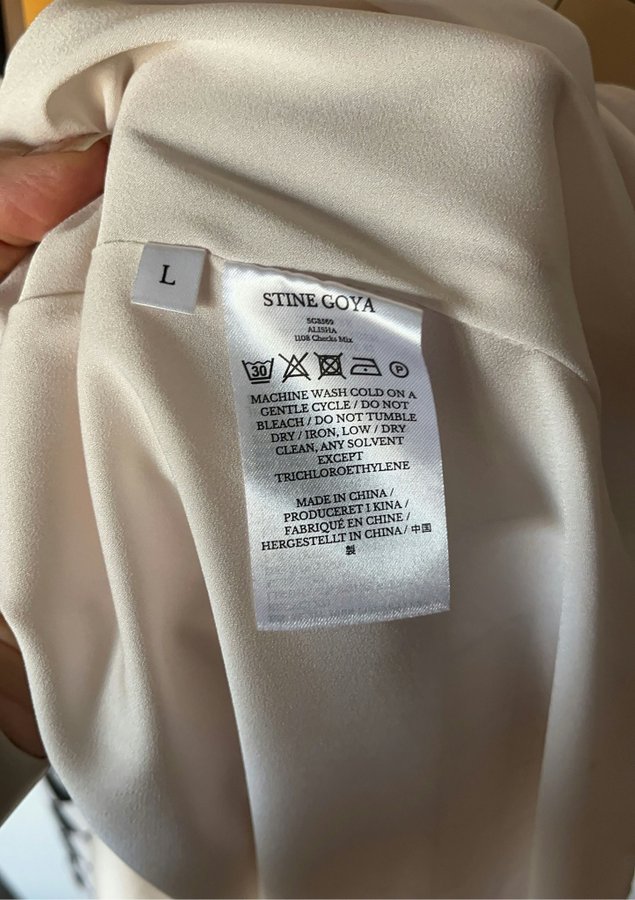 L
STINE GOYA
SG3569
ALISHA
1108 Checks Mix
30
P
MACHINE WASH COLD ON A
GENTLE CYCLE / DO NOT
BLEACH / DO NOT TUMBLE
DRY / IRON, LOW / DRY
CLEAN, ANY SOLVENT
EXCEPT
TRICHLOROETHYLENE
MADE IN CHINA /
PRODUCERET I KINA /
FABRIQUÉ EN CHINE /
HERGESTELLT IN CHINA / 中国
製